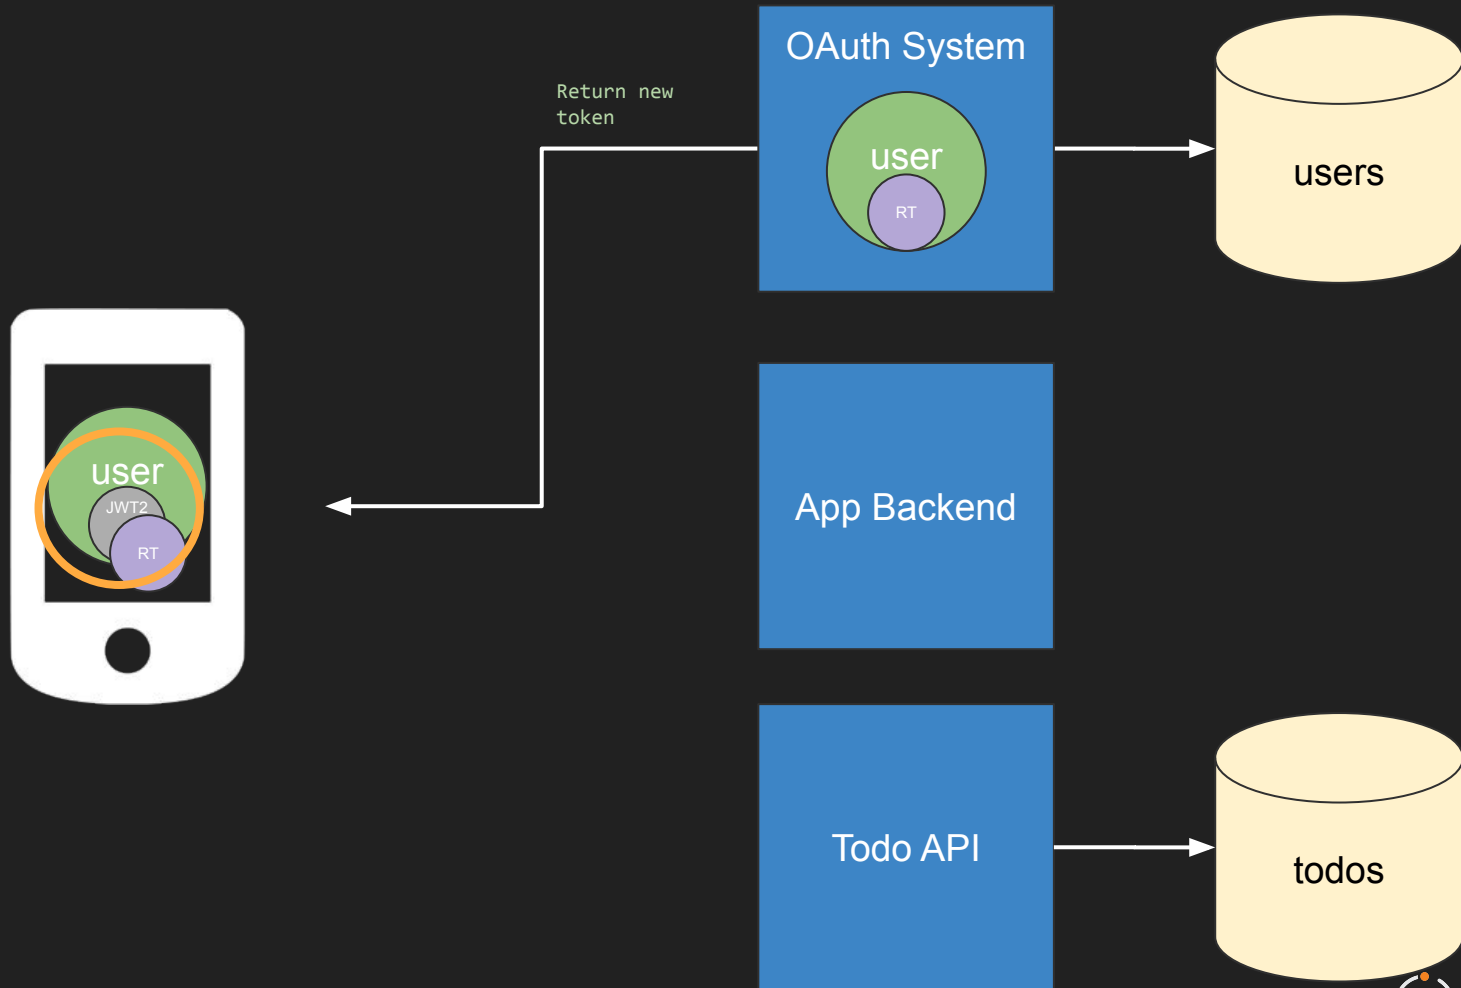 OAuth System
Return new
token
user
RT
users
user
JWT2
RT
App Backend
Todo API
todos